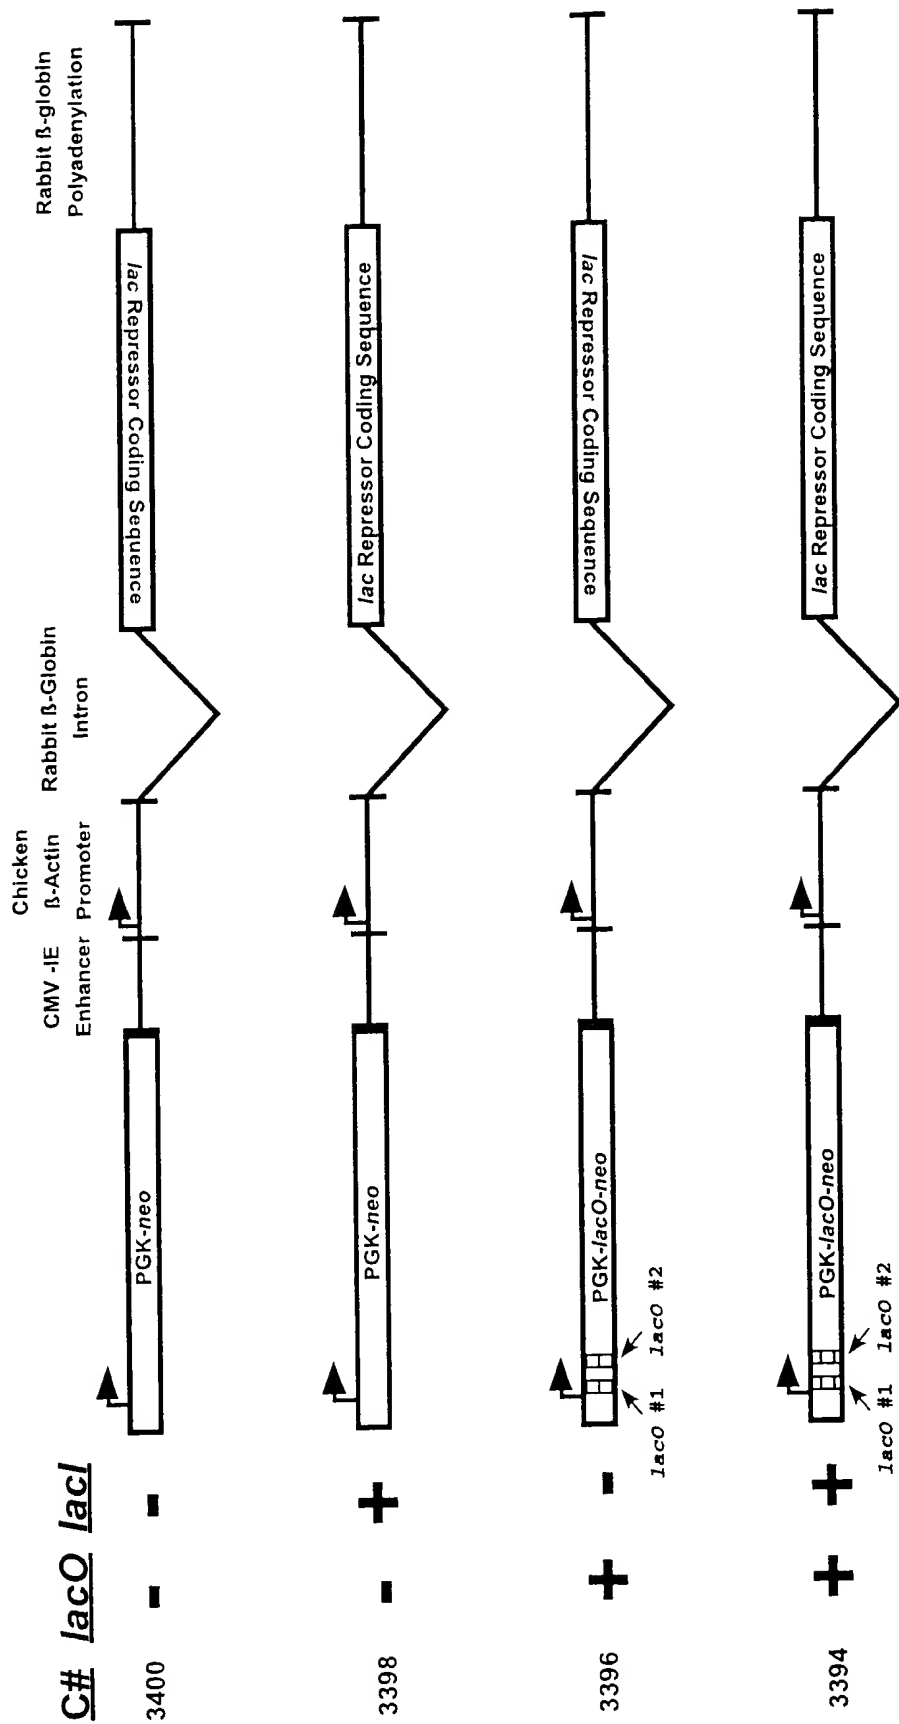 C# lacO lacI
CMV -IE
Enhancer
Chicken
ß-Actin
Promoter
Rabbit ß-Globin
Intron
Rabbit ß-globin
Polyadenylation
3400 - - PGK-neo lac Repressor Coding Sequence
3398 - + PGK-neo lac Repressor Coding Sequence
3396 + - PGK-lacO-neo lac Repressor Coding Sequence
lacO #1 lacO #2
3394 + + PGK-lacO-neo lac Repressor Coding Sequence
lacO #1 lacO #2